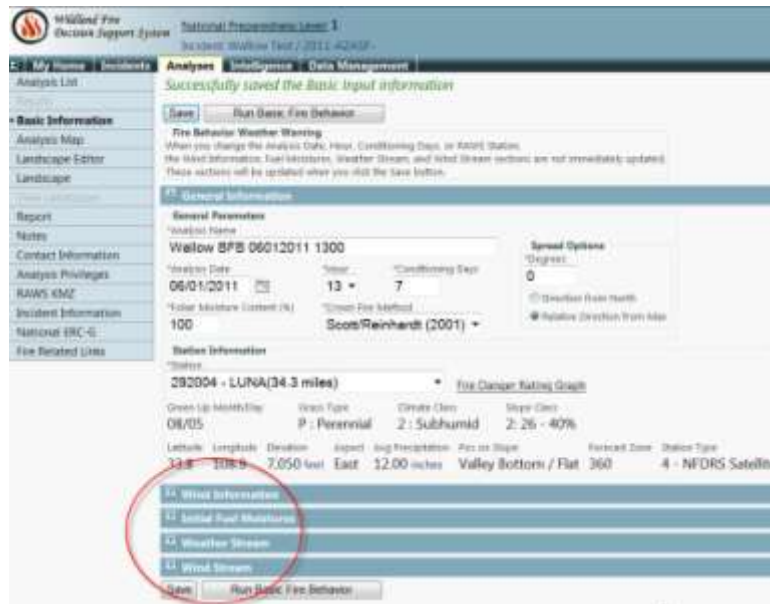 Wildland Fire
Decision Support System
National Preparedness Level 1
Incident: Wallow Test / 2011-AZASF-
My Home Incidents Analyses Intelligence Data Management
Analysis List
Results
Basic Information
Analysis Map
Landscape Editor
Landscape
Report
Notes
Contact Information
Analysis Privileges
RAWS KMZ
Incident Information
National ERC-G
Fire Related Links
Successfully saved the Basic Input information
Save Run Basic Fire Behavior
Fire Behavior Weather Warning
When you change the Analysis Date, Hour, Conditioning Days, or RAWS Station,
the Wind Information, Fuel Moistures, Weather Stream, and Wind Stream sections are not immediately updated.
These sections will be updated when you click the Save button.
General Information
General Parameters
*Analysis Name
Wallow BFB 06012011 1300
*Analysis Date *Hour *Conditioning Days
06/01/2011 13 7
*Foliar Moisture Content (%) *Crown Fire Method
100 Scott/Reinhardt (2001)
Spread Options
*Degrees
0
Direction from North
Relative Direction from Max
Station Information
*Station
292004 - LUNA(34.3 miles) Fire Danger Rating Graph
Green Up Month/Day Grass Type Climate Class Slope Class
08/05 P : Perennial 2 : Subhumid 2: 26 - 40%
Latitude Longitude Elevation Aspect Avg Precipitation Pos on Slope Forecast Zone Station Type
33.8 108.9 7,050 feet East 12.00 inches Valley Bottom / Flat 360 4 - NFDRS Satellit
Wind Information
Initial Fuel Moistures
Weather Stream
Wind Stream
Save Run Basic Fire Behavior